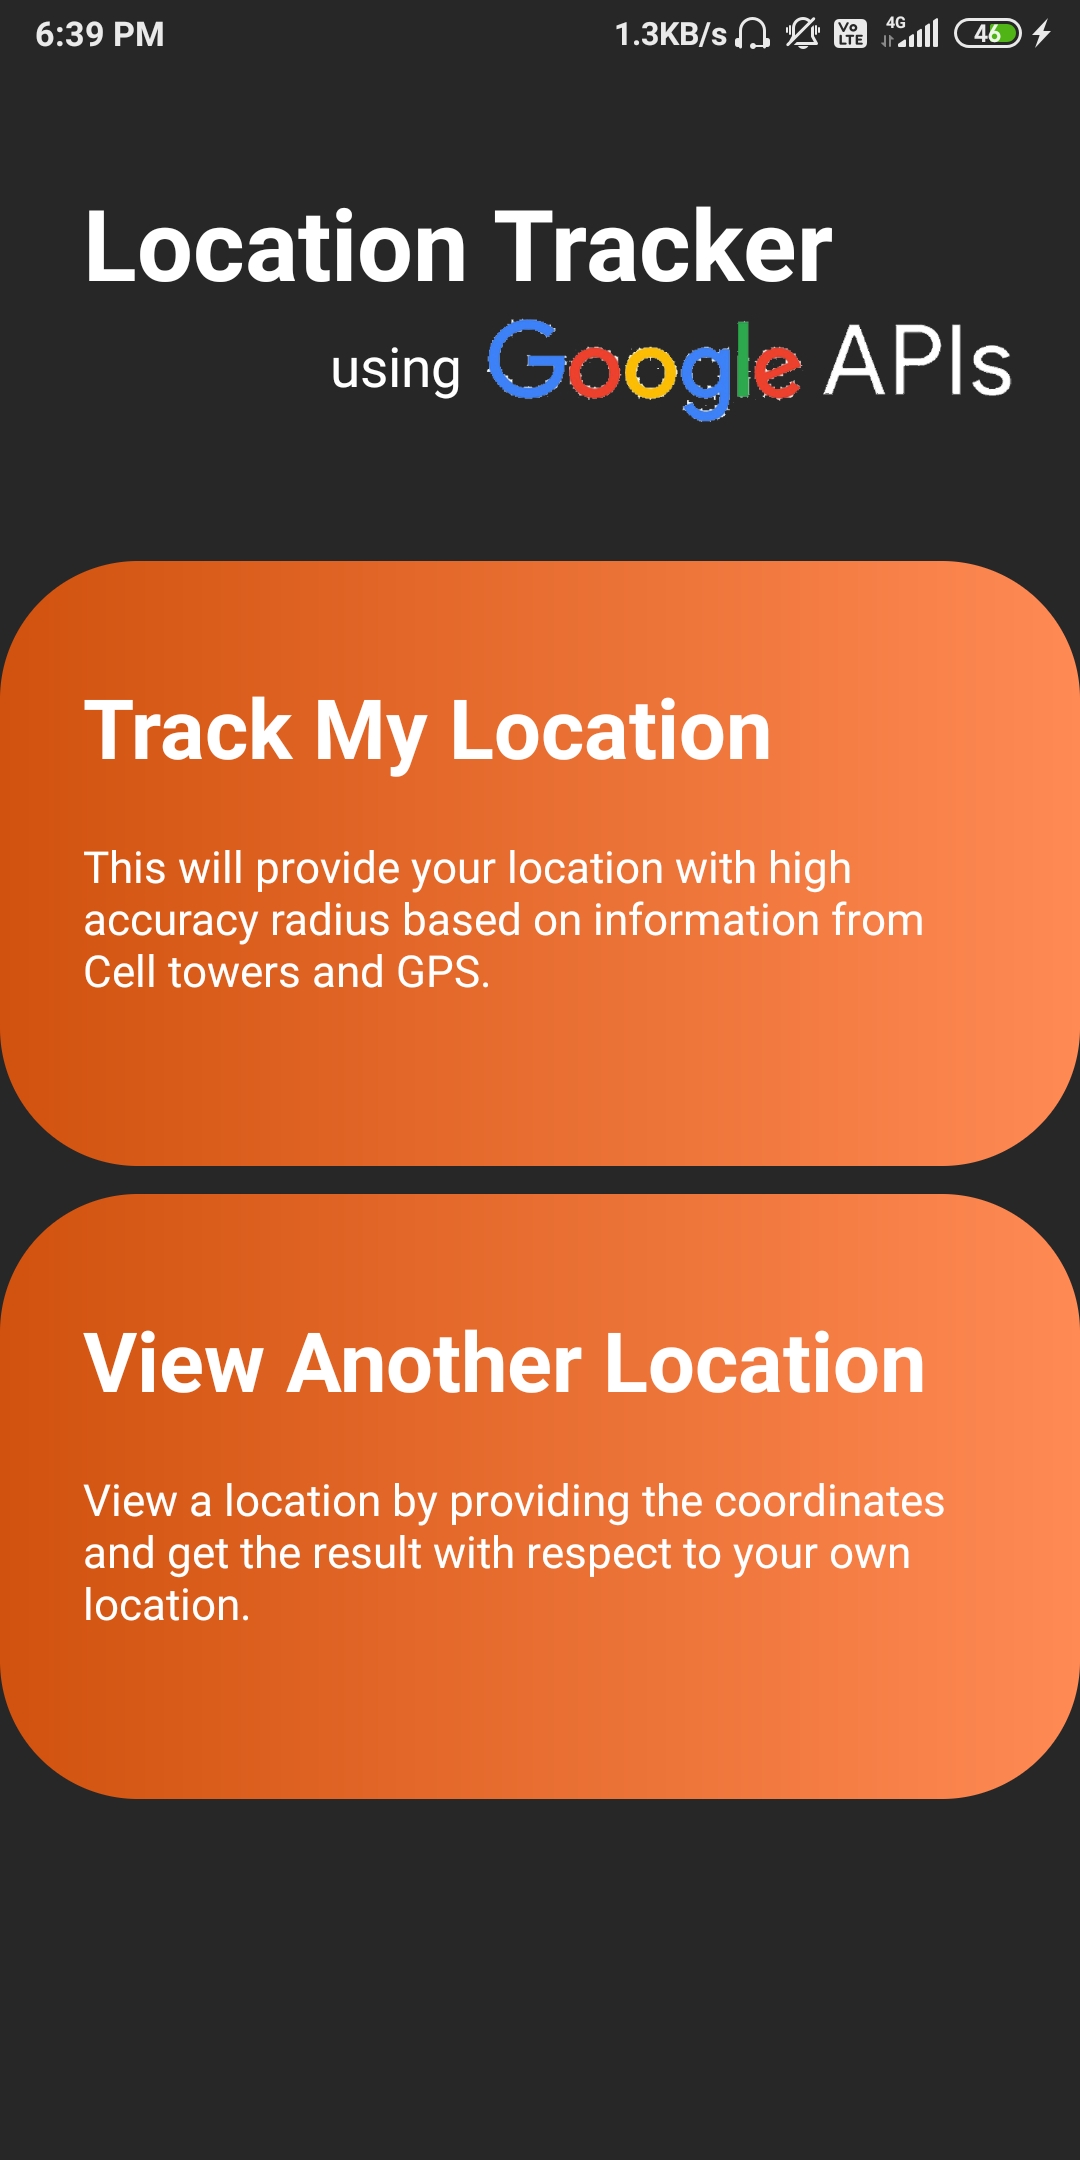 6:39 PM 1.3KB/s Vo LTE 4G 46
Location Tracker
using Google APIs
Track My Location
This will provide your location with high
accuracy radius based on information from
Cell towers and GPS.
View Another Location
View a location by providing the coordinates
and get the result with respect to your own
location.